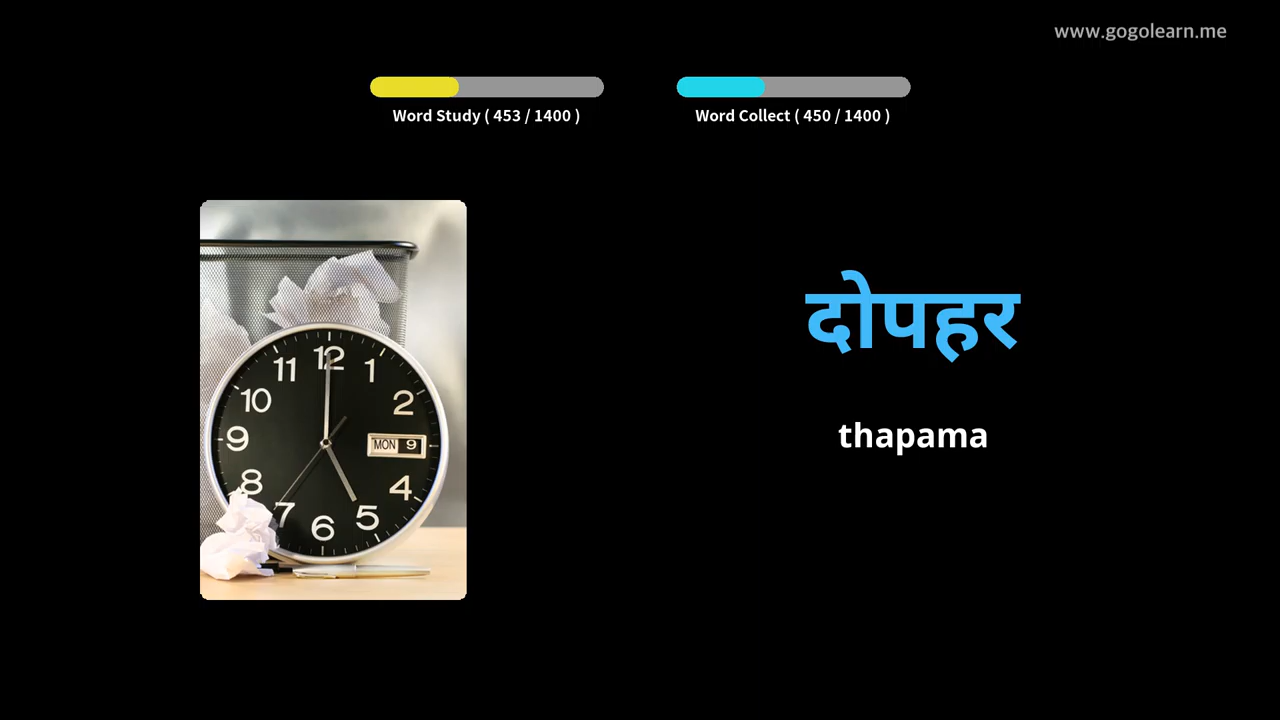 www.gogolearn.me
Word Study ( 453 / 1400 )
Word Collect ( 450 / 1400 )
दोपहर
thapama
12
11
1
10
2
9
MON 9
8
4
7
5
6